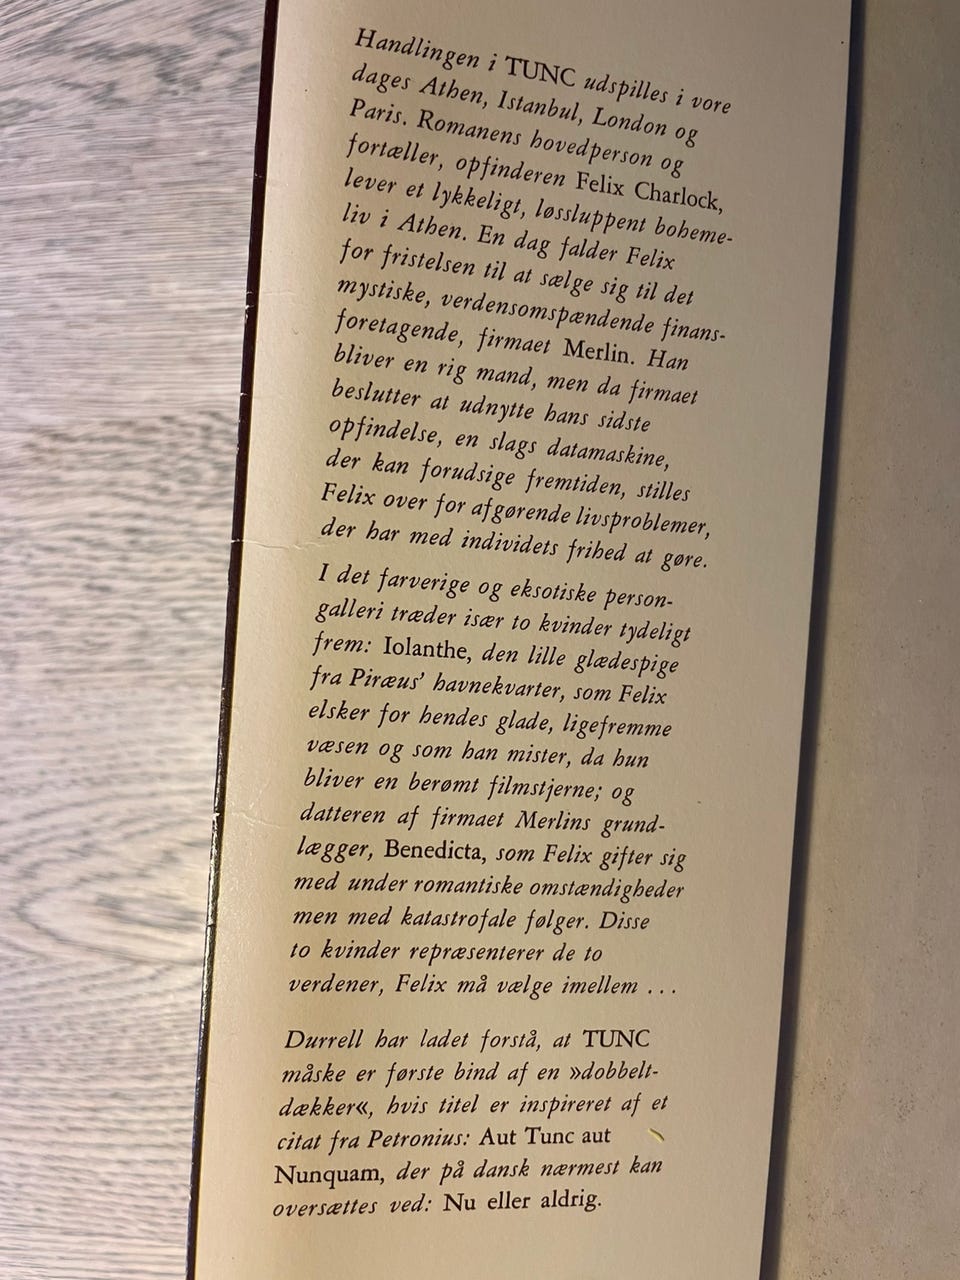 Handlingen i TUNC udspilles i vore
dages Athen, Istanbul, London og
Paris. Romanens hovedperson og
fortæller, opfinderen Felix Charlock,
lever et lykkeligt, løssluppent boheme-
liv i Athen. En dag falder Felix
for fristelsen til at sælge sig til det
mystiske, verdensomspændende finans-
foretagende, firmaet Merlin. Han
bliver en rig mand, men da firmaet
beslutter at udnytte hans sidste
opfindelse, en slags datamaskine,
der kan forudsige fremtiden, stilles
Felix over for afgørende livsproblemer,
der har med individets frihed at gøre.
I det farverige og eksotiske person-
galleri træder især to kvinder tydeligt
frem: Iolanthe, den lille glædespige
fra Piræus' havnekvarter, som Felix
elsker for hendes glade, ligefremme
væsen og som han mister, da hun
bliver en berømt filmstjerne; og
datteren af firmaet Merlins grund-
lægger, Benedicta, som Felix gifter sig
med under romantiske omstændigheder
men med katastrofale følger. Disse
to kvinder repræsenterer de to
verdener, Felix må vælge imellem ...
Durrell har ladet forstå, at TUNC
måske er første bind af en »dobbelt-
dækker«, hvis titel er inspireret af et
citat fra Petronius: Aut Tunc aut
Nunquam, der på dansk nærmest kan
oversættes ved: Nu eller aldrig.